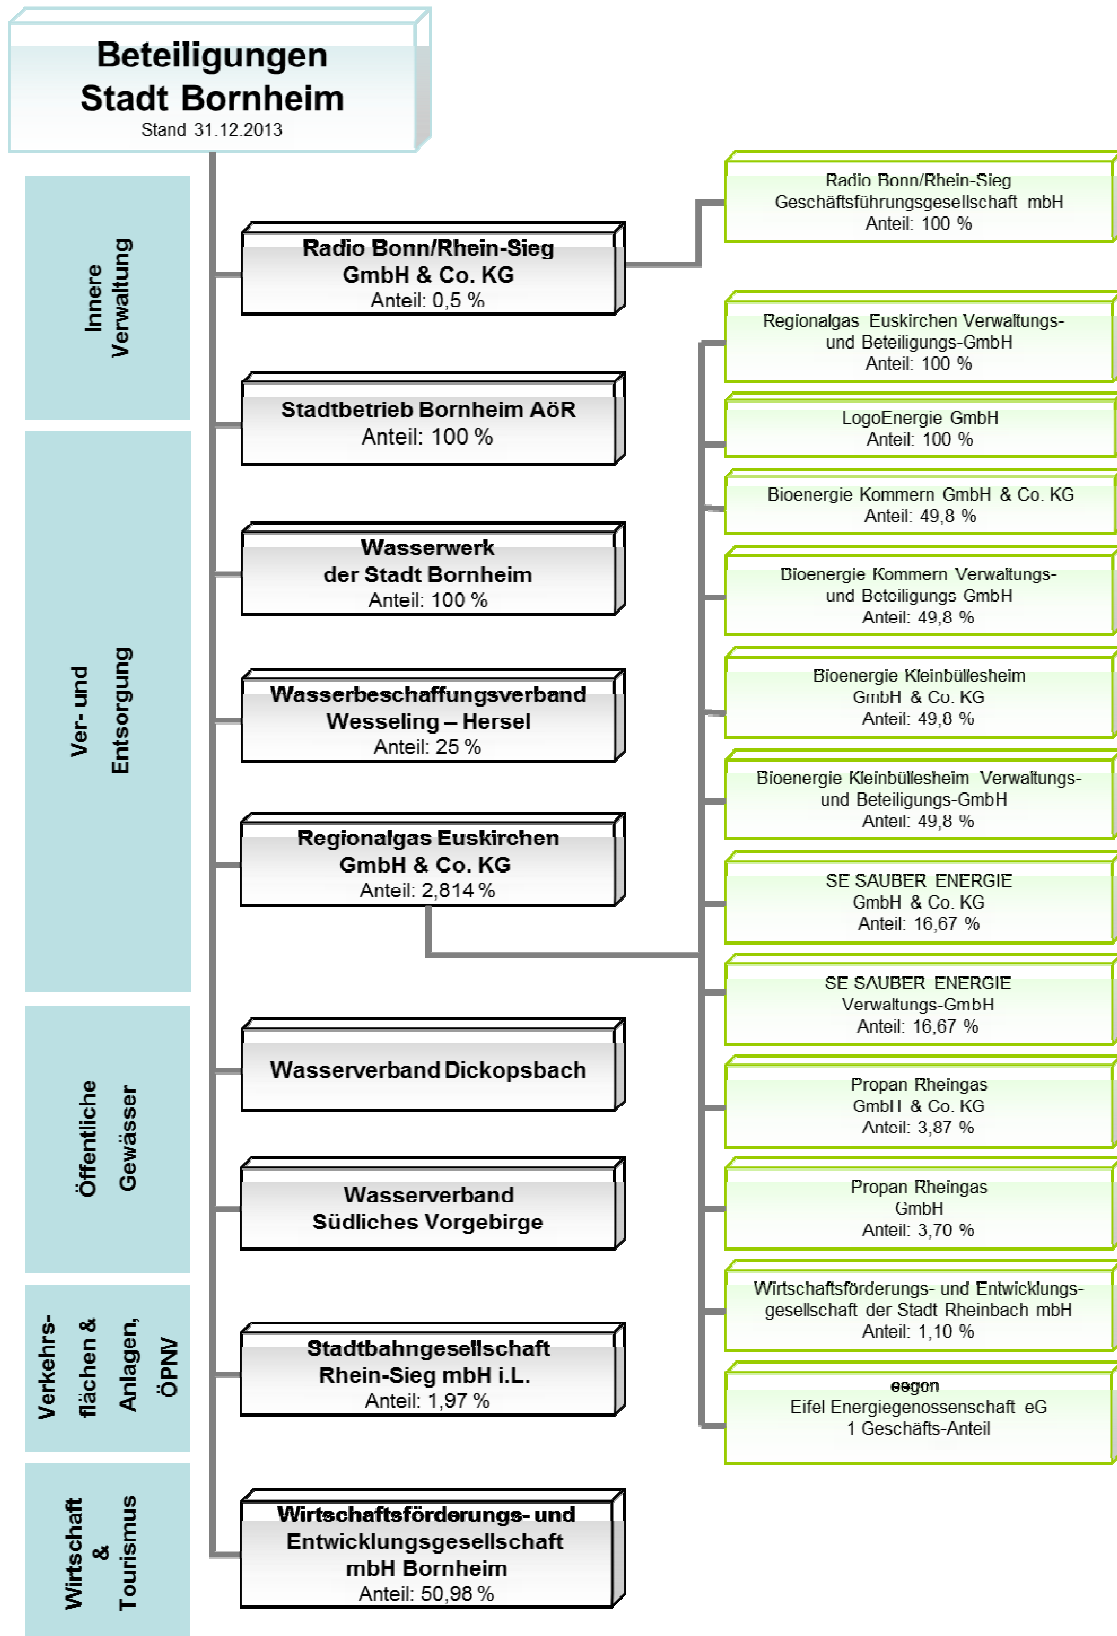 Beteiligungen
Stadt Bornheim
Stand 31.12.2013
Innere
Verwaltung
Radio Bonn/Rhein-Sieg
GmbH & Co. KG
Anteil: 0,5 %
Radio Bonn/Rhein-Sieg
Geschäftsführungsgesellschaft mbH
Anteil: 100 %
Stadtbetrieb Bornheim AöR
Anteil: 100 %
Ver- und
Entsorgung
Wasserwerk
der Stadt Bornheim
Anteil: 100 %
Wasserbeschaffungsverband
Wesseling – Hersel
Anteil: 25 %
Regionalgas Euskirchen
GmbH & Co. KG
Anteil: 2,814 %
Regionalgas Euskirchen Verwaltungs-
und Beteiligungs-GmbH
Anteil: 100 %
LogoEnergie GmbH
Anteil: 100 %
Bioenergie Kommern GmbH & Co. KG
Anteil: 49,8 %
Bioenergie Kommern Verwaltungs-
und Beteiligungs GmbH
Anteil: 49,8 %
Bioenergie Kleinbüllesheim
GmbH & Co. KG
Anteil: 49,8 %
Bioenergie Kleinbüllesheim Verwaltungs-
und Beteiligungs-GmbH
Anteil: 49,8 %
SE SAUBER ENERGIE
GmbH & Co. KG
Anteil: 16,67 %
SE SAUBER ENERGIE
Verwaltungs-GmbH
Anteil: 16,67 %
Propan Rheingas
GmbH & Co. KG
Anteil: 3,87 %
Propan Rheingas
GmbH
Anteil: 3,70 %
Wirtschaftsförderungs- und Entwicklungs-
gesellschaft der Stadt Rheinbach mbH
Anteil: 1,10 %
eegon
Eifel Energiegenossenschaft eG
1 Geschäfts-Anteil
Öffentliche
Gewässer
Wasserverband Dickopsbach
Wasserverband
Südliches Vorgebirge
Verkehrs-
flächen &
Anlagen,
ÖPNV
Stadtbahngesellschaft
Rhein-Sieg mbH i.L.
Anteil: 1,97 %
Wirtschaft
&
Tourismus
Wirtschaftsförderungs- und
Entwicklungsgesellschaft
mbH Bornheim
Anteil: 50,98 %